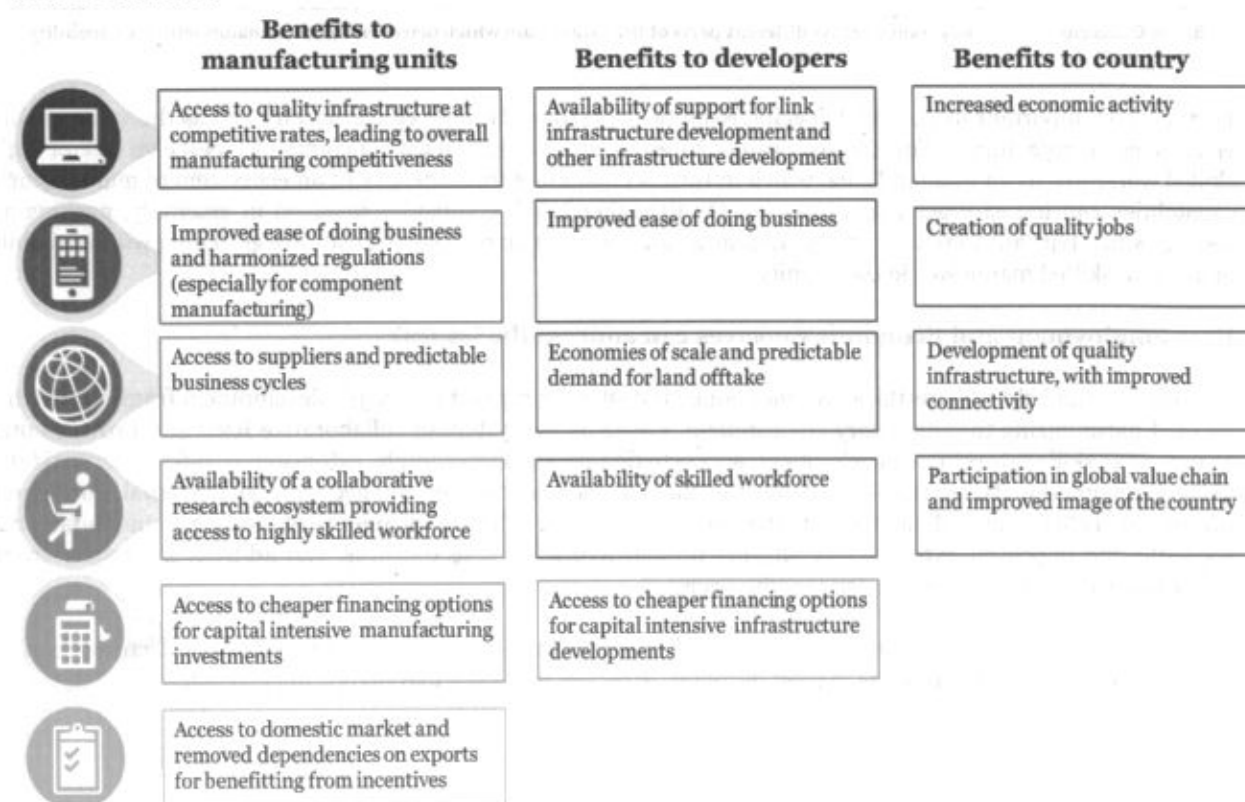 Benefits to
manufacturing units
Benefits to developers
Benefits to country
Access to quality infrastructure at
competitive rates, leading to overall
manufacturing competitiveness
Availability of support for link
infrastructure development and
other infrastructure development
Increased economic activity
Improved ease of doing business
and harmonized regulations
(especially for component
manufacturing)
Improved ease of doing business
Creation of quality jobs
Access to suppliers and predictable
business cycles
Economies of scale and predictable
demand for land offtake
Development of quality
infrastructure, with improved
connectivity
Availability of a collaborative
research ecosystem providing
access to highly skilled workforce
Availability of skilled workforce
Participation in global value chain
and improved image of the country
Access to cheaper financing options
for capital intensive manufacturing
investments
Access to cheaper financing options
for capital intensive infrastructure
developments
Access to domestic market and
removed dependencies on exports
for benefitting from incentives